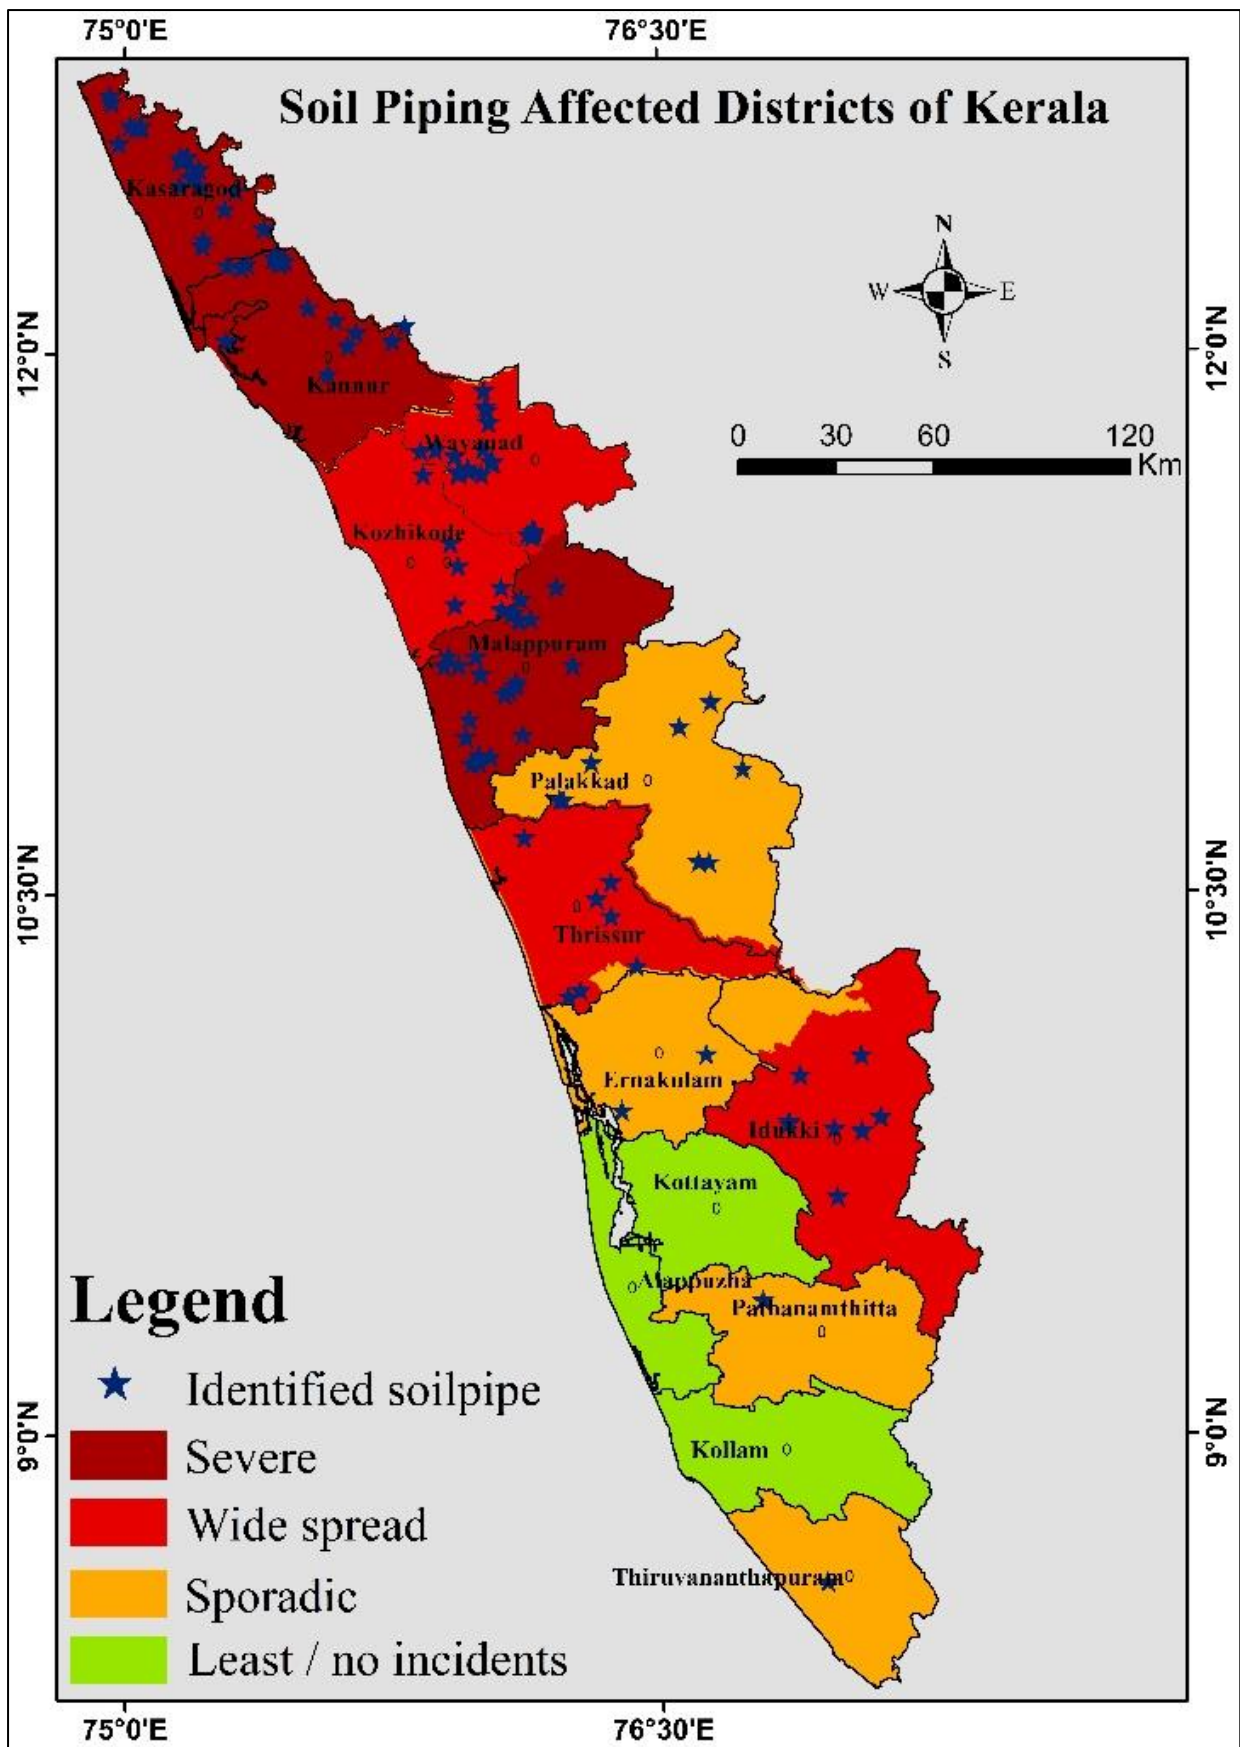 75°0'E 76°30'E
Soil Piping Affected Districts of Kerala
Kasaragod
N
W E
S
12°0'N 12°0'N
Kannur
0 30 60 120
Km
Wayanad
Kozhikode
Malappuram
Palakkad
10°30'N 10°30'N
Thrissur
Ernakulam
Idukki
Kottayam
Alappuzha
Pathanamthitta
Legend
Identified soilpipe
9°0'N 9°0'N
Kollam
Severe
Wide spread
Thiruvananthapuram
Sporadic
Least / no incidents
75°0'E 76°30'E